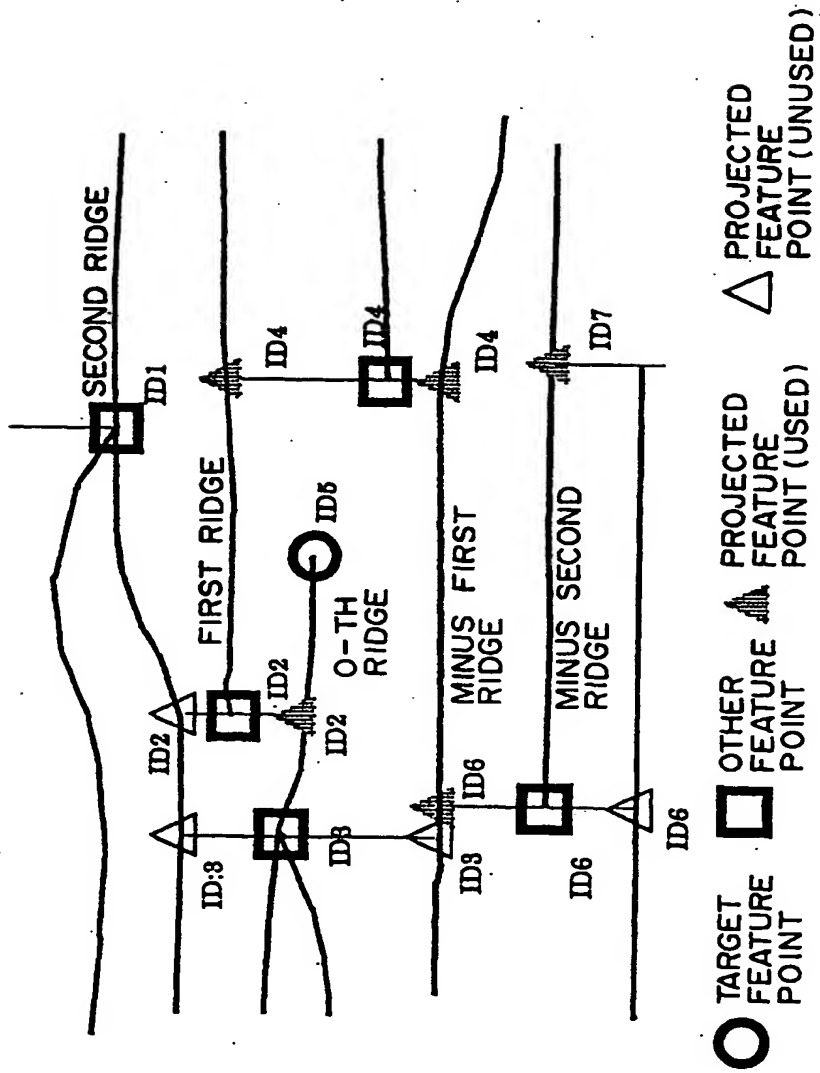 SECOND RIDGE
ID1
ID4
FIRST RIDGE
ID4
ID2
ID2
ID5
O-TH
RIDGE
ID2
ID4
ID:3
ID3
MINUS FIRST
RIDGE
ID6
ID3
ID7
MINUS SECOND
RIDGE
ID6
ID6
TARGET
FEATURE
POINT
OTHER
FEATURE
POINT
PROJECTED
FEATURE
POINT (USED)
PROJECTED
FEATURE
POINT (UNUSED)